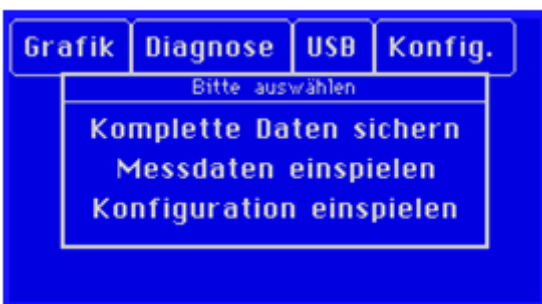 Grafik Diagnose USB Konfig.
Bitte auswählen
Komplette Daten sichern
Messdaten einspielen
Konfiguration einspielen